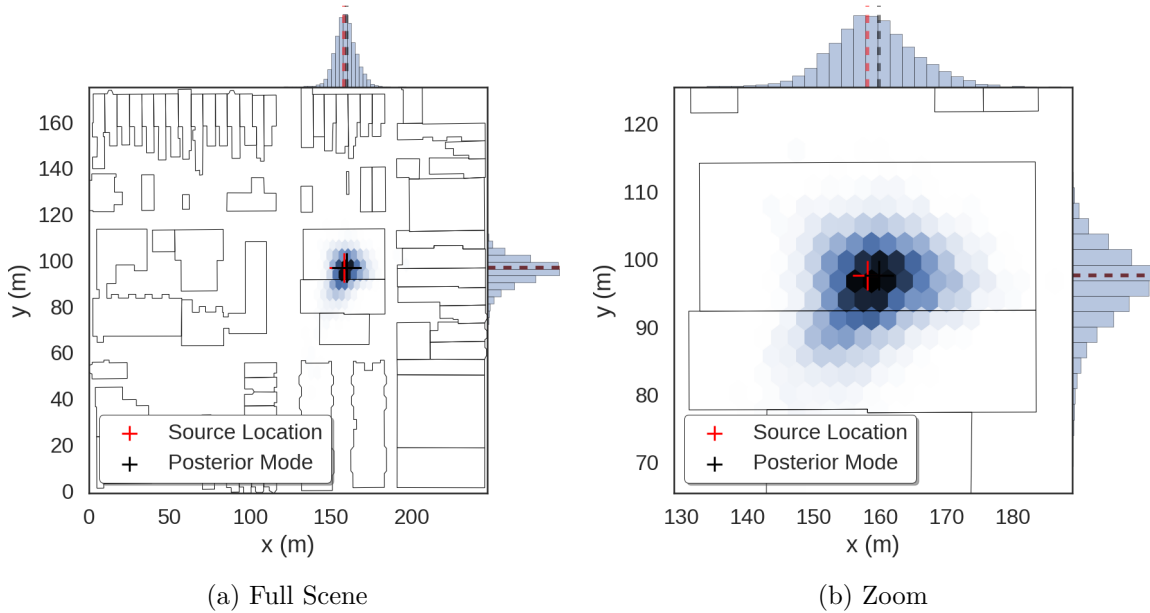 160
140
120
100
80
60
40
20
0
y (m)
0 50 100 150 200
x (m)
Source Location
Posterior Mode
(a) Full Scene
120
110
100
90
80
70
y (m)
130 140 150 160 170 180
x (m)
Source Location
Posterior Mode
(b) Zoom